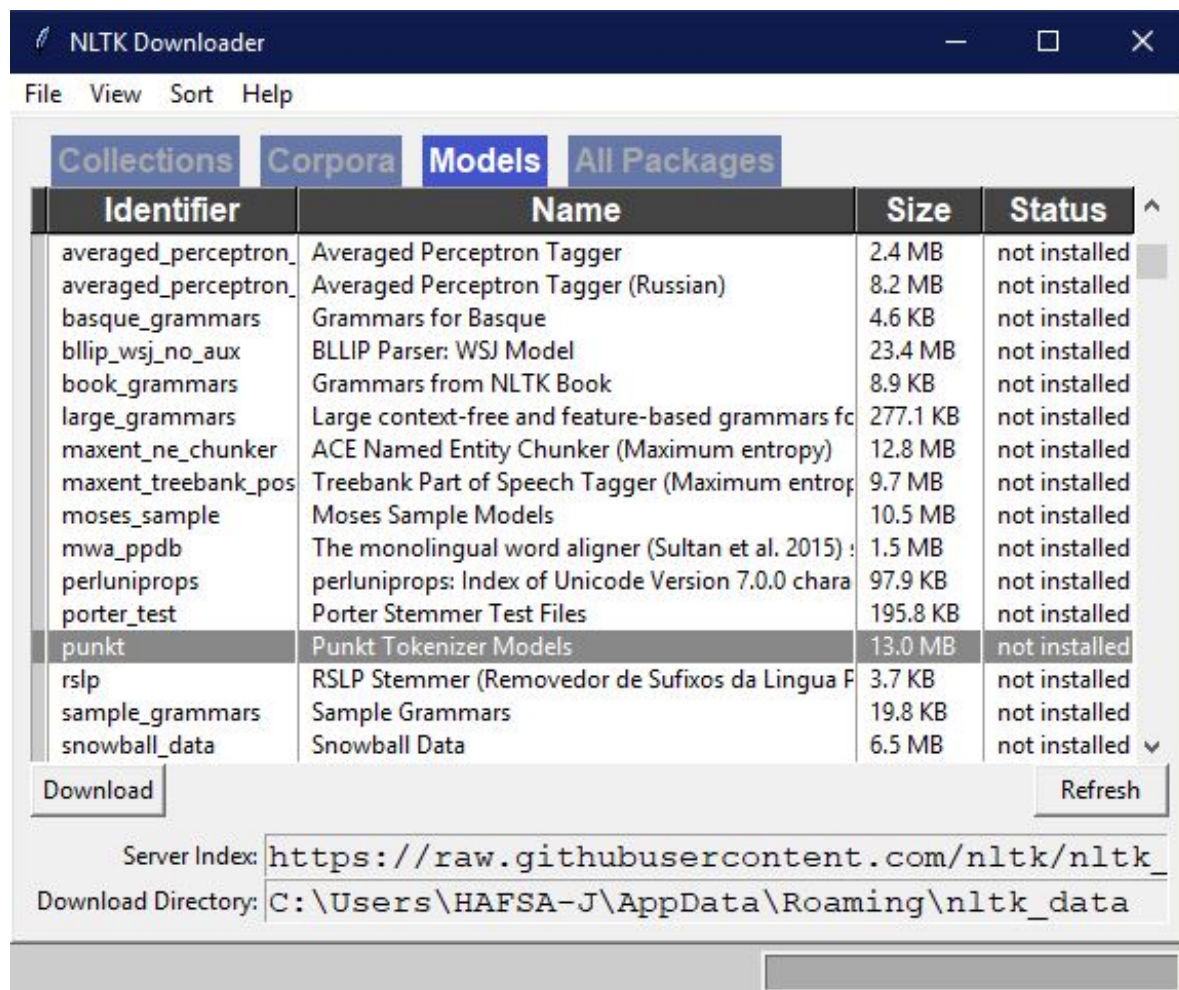 NLTK Downloader
File View Sort Help
Collections Corpora Models All Packages
Identifier Name Size Status
averaged_perceptron_ Averaged Perceptron Tagger 2.4 MB not installed
averaged_perceptron_ Averaged Perceptron Tagger (Russian) 8.2 MB not installed
basque_grammars Grammars for Basque 4.6 KB not installed
bllip_wsj_no_aux BLLIP Parser: WSJ Model 23.4 MB not installed
book_grammars Grammars from NLTK Book 8.9 KB not installed
large_grammars Large context-free and feature-based grammars fo 277.1 KB not installed
maxent_ne_chunker ACE Named Entity Chunker (Maximum entropy) 12.8 MB not installed
maxent_treebank_pos Treebank Part of Speech Tagger (Maximum entrop 9.7 MB not installed
moses_sample Moses Sample Models 10.5 MB not installed
mwa_ppdb The monolingual word aligner (Sultan et al. 2015) s 1.5 MB not installed
perluniprops perluniprops: Index of Unicode Version 7.0.0 chara 97.9 KB not installed
porter_test Porter Stemmer Test Files 195.8 KB not installed
punkt Punkt Tokenizer Models 13.0 MB not installed
rslp RSLP Stemmer (Removedor de Sufixos da Lingua P 3.7 KB not installed
sample_grammars Sample Grammars 19.8 KB not installed
snowball_data Snowball Data 6.5 MB not installed
Download Refresh
Server Index: https://raw.githubusercontent.com/nltk/nltk_
Download Directory: C:\Users\HAFSA-J\AppData\Roaming\nltk_data